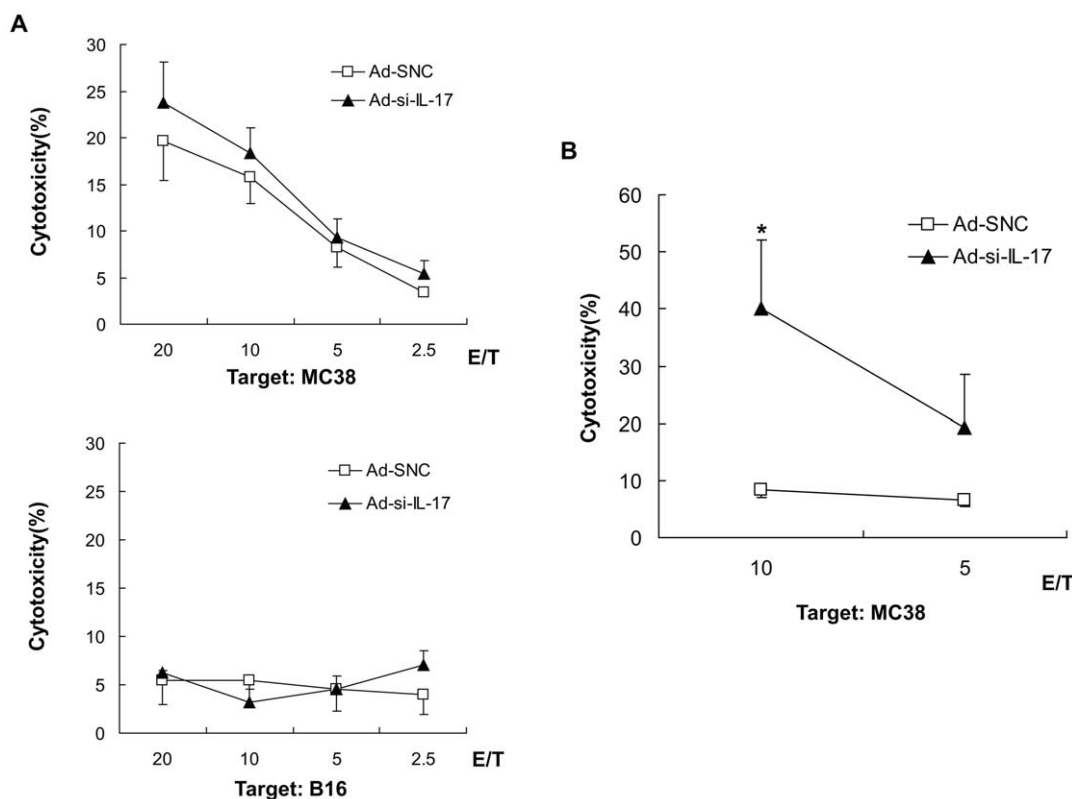 A
30
25
20
15
10
5
0
Cytotoxicity(%)
Ad-SNC
Ad-si-IL-17
20 10 5 2.5 E/T
Target: MC38
30
25
20
15
10
5
0
Cytotoxicity(%)
Ad-SNC
Ad-si-IL-17
20 10 5 2.5 E/T
Target: B16
B
60
50
40
30
20
10
0
Cytotoxicity(%)
*
Ad-SNC
Ad-si-IL-17
10 5 E/T
Target: MC38